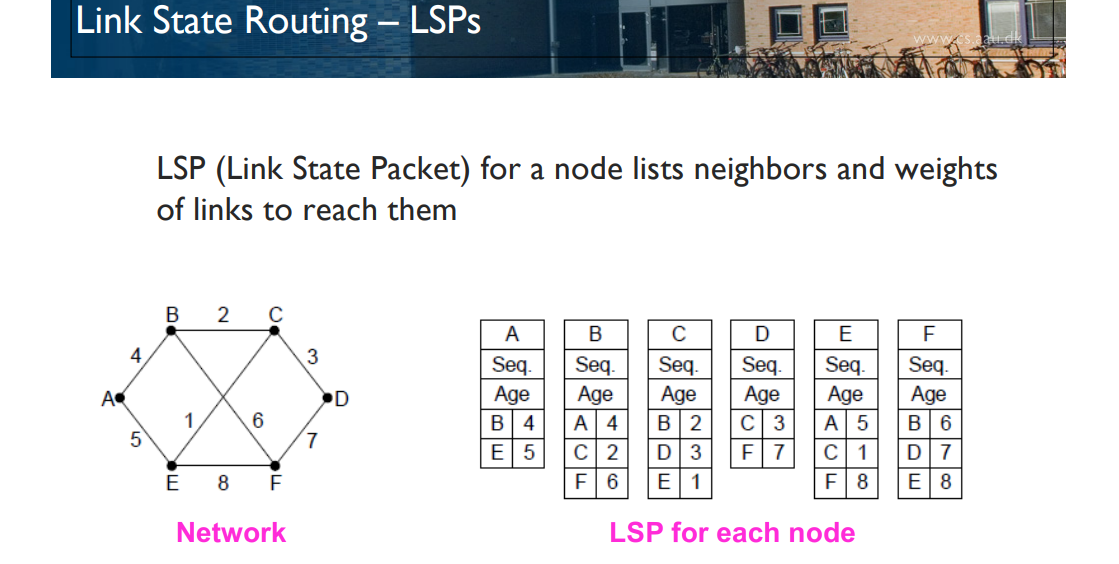 Link State Routing – LSPs
www.cs.aau.dk
LSP (Link State Packet) for a node lists neighbors and weights
of links to reach them
B 2 C
4 3
A D
1 6
5 7
E 8 F
Network
A B C D E F
Seq. Seq. Seq. Seq. Seq. Seq.
Age Age Age Age Age Age
B 4 A 4 B 2 C 3 A 5 B 6
E 5 C 2 D 3 F 7 C 1 D 7
F 6 E 1 F 8 E 8
LSP for each node